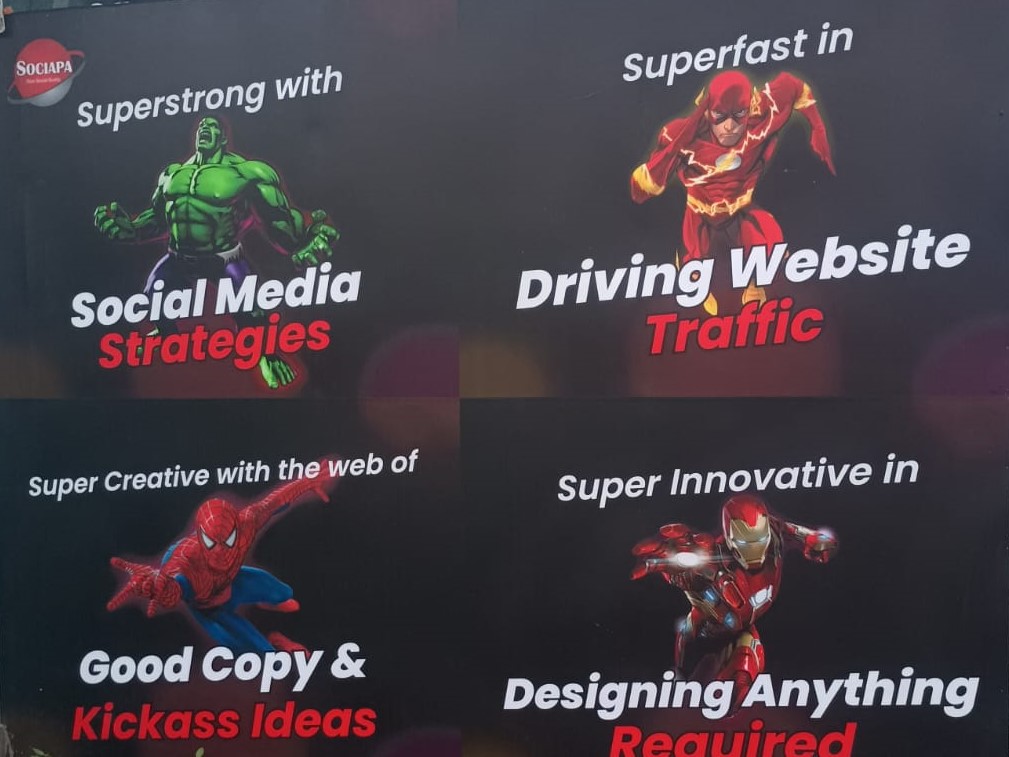 SOCIAPA
Superstrong with
Social Media
Strategies
Superfast in
Driving Website
Traffic
Super Creative with the web of
Good Copy &
Kickass Ideas
Super Innovative in
Designing Anything
Required